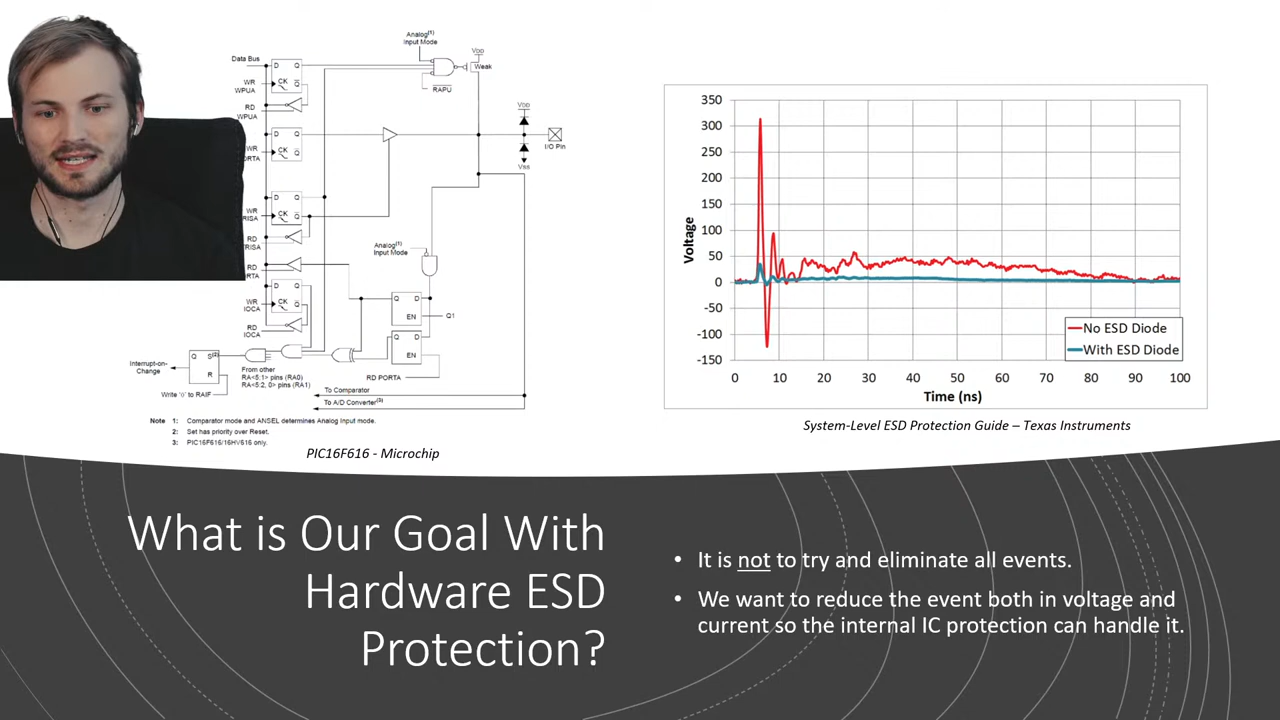 Analog(1)
Input Mode
Data Bus
D
Q
VDD
Weak
WR
WPUA
CK
Q
RAPU
RD
WPUA
VDD
D
Q
I/O Pin
WR
ORTA
CK
Q
VSS
D
Q
WR
RISA
CK
Q
RD
TRISA
Analog(1)
Input Mode
RD
ORTA
D
Q
WR
IOCA
CK
Q
Q
D
EN
Q1
RD
IOCA
Q
D
EN
Interrupt-on-
Change
Q
S(2)
R
From other
RA<5:1> pins (RA0)
RA<5:2, 0> pins (RA1)
RD PORTA
Write '0' to RAIF
To Comparator
To A/D Converter(3)
Note 1: Comparator mode and ANSEL determines Analog Input mode.
2: Set has priority over Reset.
3: PIC16F616/16HV616 only.
PIC16F616 - Microchip
350
300
250
200
150
100
50
0
-50
-100
-150
Voltage
0 10 20 30 40 50 60 70 80 90 100
Time (ns)
No ESD Diode
With ESD Diode
System-Level ESD Protection Guide – Texas Instruments
What is Our Goal With
Hardware ESD
Protection?
• It is not to try and eliminate all events.
• We want to reduce the event both in voltage and
current so the internal IC protection can handle it.